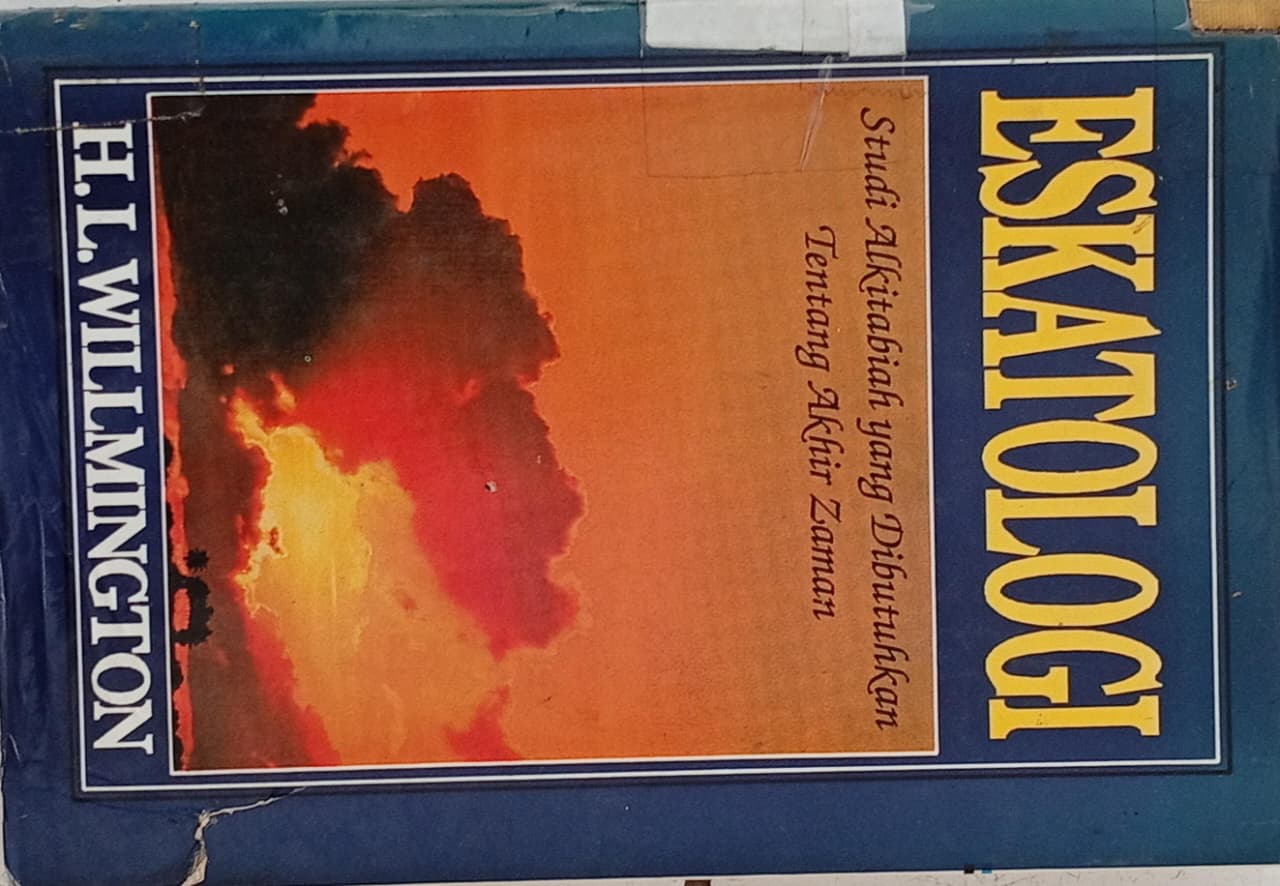 ESKATOLOGI
Studi Alkitabiah yang Dibutuhkan
Tentang Akhir Zaman
H. L. WILLMINGTON